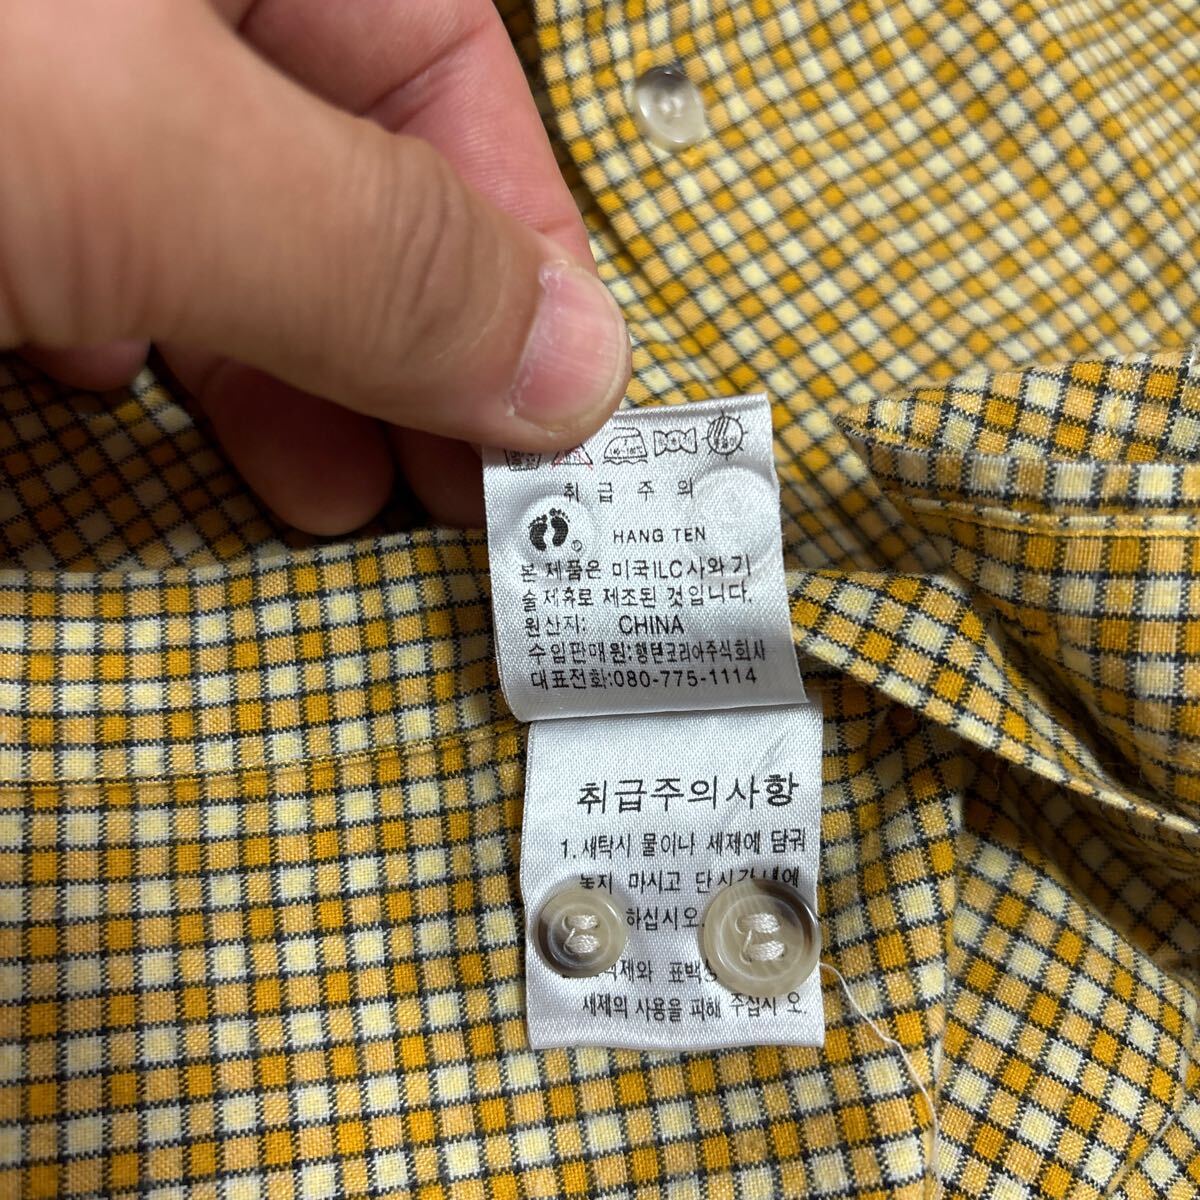 취급주의
HANG TEN
본 제품은 미국ILC사와 기
술제휴로 제조된 것입니다.
원산지: CHINA
수입판매원:행텐코리아주식회사
대표전화:080-775-1114
취급주의사항
1. 세탁시 물이나 세제에 담궈
놓지 마시고 단시간내에
하십시오.
표백
세제의 사용을 피해 주십시오.